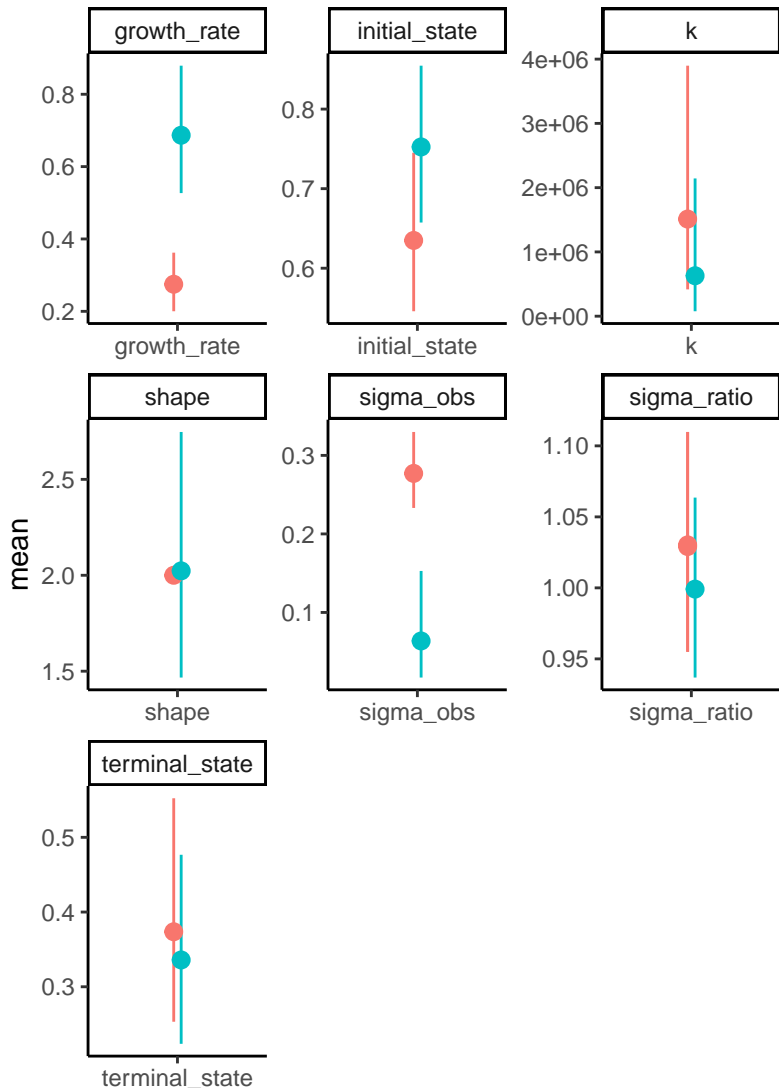 growth_rate
initial_state
k
0.8
0.6
0.4
0.2
growth_rate
0.8
0.7
0.6
initial_state
4e+06
3e+06
2e+06
1e+06
0e+00
k
mean
shape
sigma_obs
sigma_ratio
2.5
2.0
1.5
shape
0.3
0.2
0.1
sigma_obs
1.10
1.05
1.00
0.95
sigma_ratio
terminal_state
0.5
0.4
0.3
terminal_state